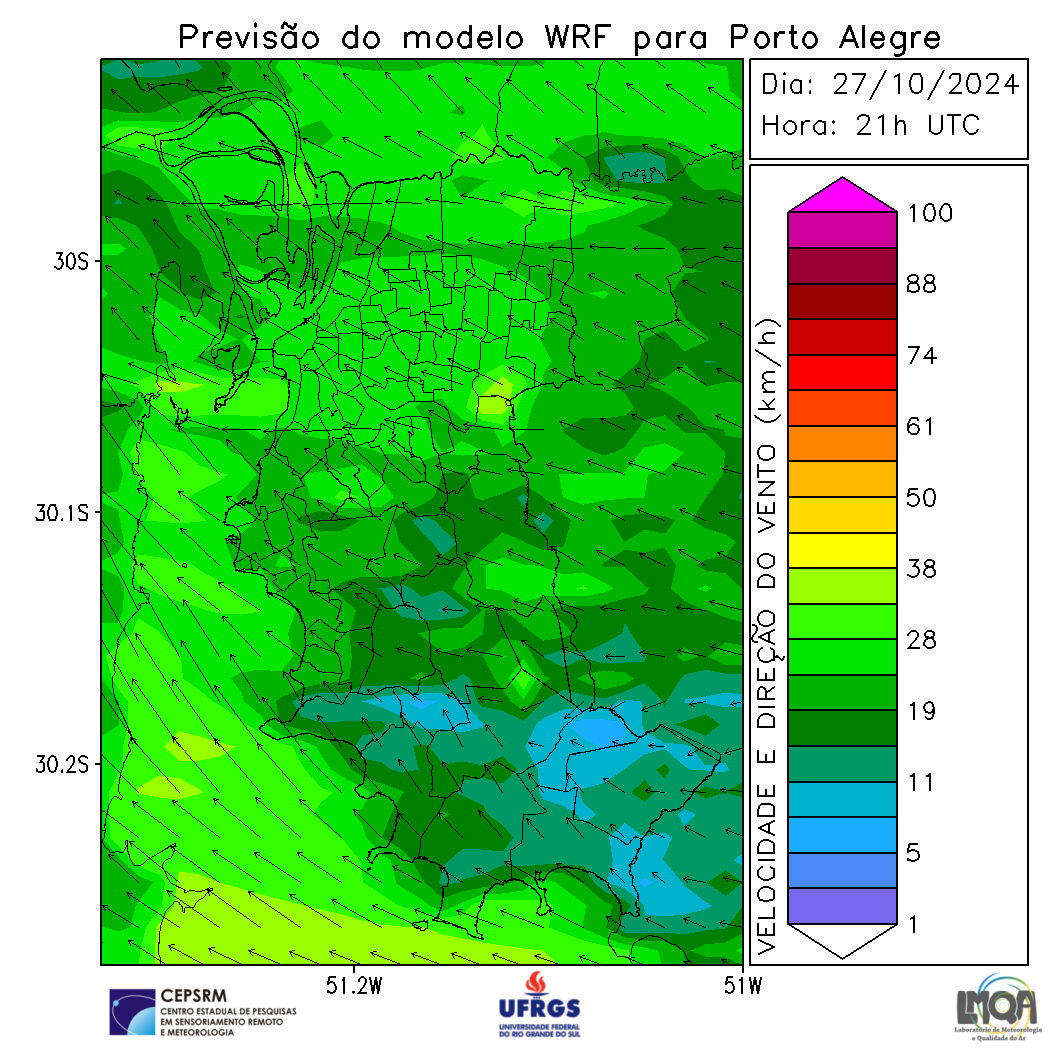 Previsão do modelo WRF para Porto Alegre
Dia: 27/10/2024
Hora: 21h UTC
30S
30.1S
30.2S
51.2W
51W
VELOCIDADE E DIREÇÃO DO VENTO (km/h)
100
88
74
61
50
38
28
19
11
5
1
CEPSRM
CENTRO ESTADUAL DE PESQUISAS
EM SENSORIAMENTO REMOTO
E METEOROLOGIA
UFRGS
UNIVERSIDADE FEDERAL
DO RIO GRANDE DO SUL
LMQA
Laboratório de Meteorologia
e Qualidade do Ar